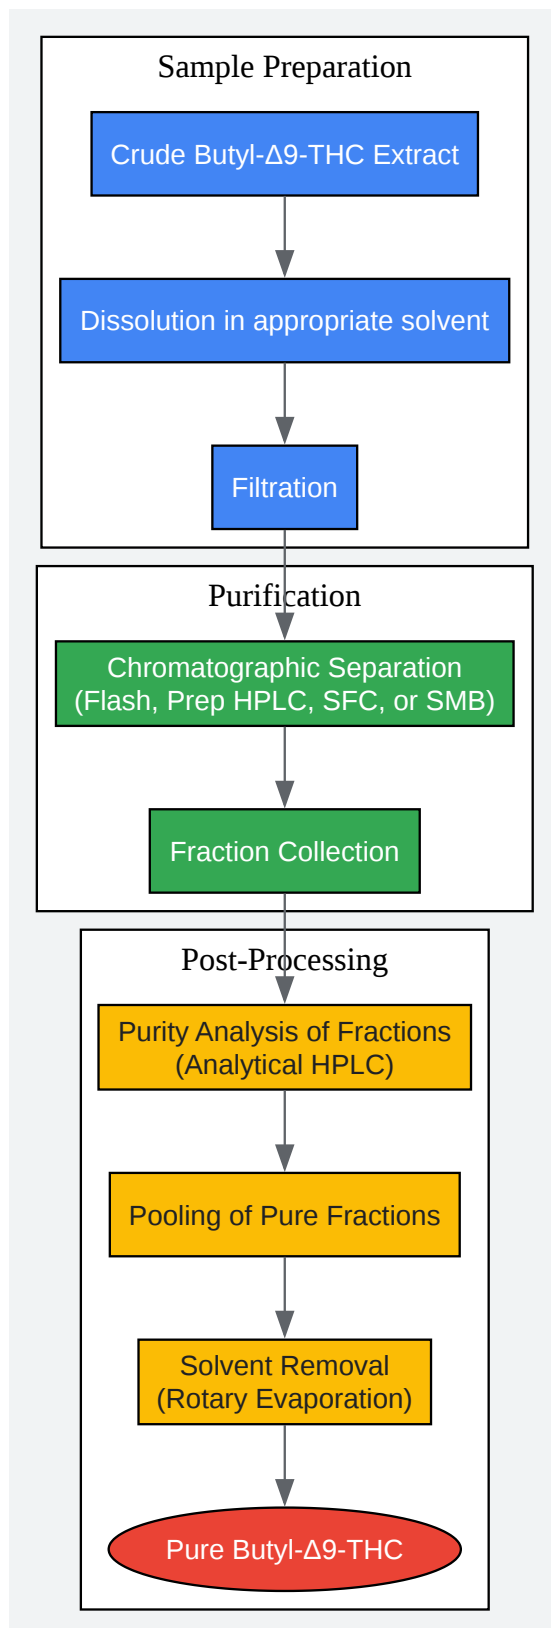 Sample Preparation
Crude Butyl-Δ9-THC Extract
Dissolution in appropriate solvent
Filtration
Purification
Chromatographic Separation
(Flash, Prep HPLC, SFC, or SMB)
Fraction Collection
Post-Processing
Purity Analysis of Fractions
(Analytical HPLC)
Pooling of Pure Fractions
Solvent Removal
(Rotary Evaporation)
Pure Butyl-Δ9-THC